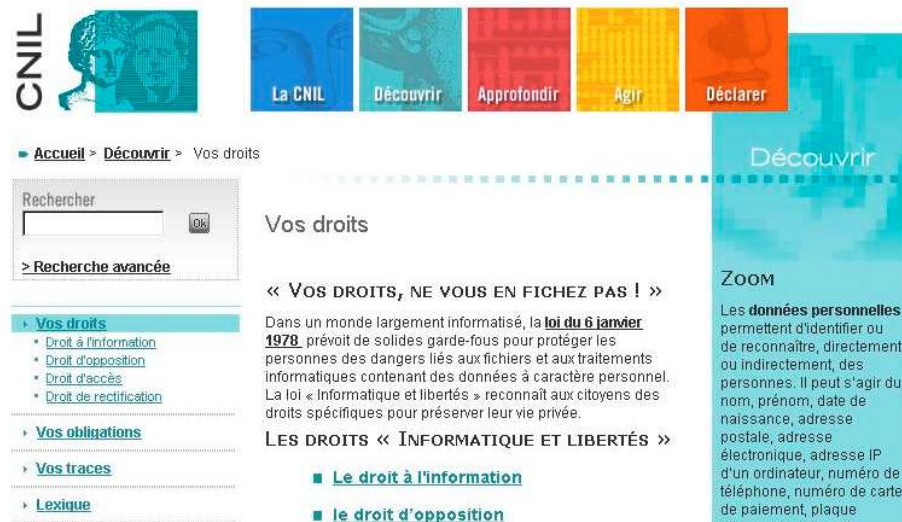 CNIL
La CNIL
Découvrir
Approfondir
Agir
Déclarer
Accueil > Découvrir > Vos droits
Découvrir
Rechercher
Ok
> Recherche avancée
Vos droits
Droit à l'information
Droit d'opposition
Droit d'accès
Droit de rectification
Vos obligations
Vos traces
Lexique
Vos droits
« VOS DROITS, NE VOUS EN FICHEZ PAS ! »
Dans un monde largement informatisé, la loi du 6 janvier
1978 prévoit de solides garde-fous pour protéger les
personnes des dangers liés aux fichiers et aux traitements
informatiques contenant des données à caractère personnel.
La loi « Informatique et libertés » reconnaît aux citoyens des
droits spécifiques pour préserver leur vie privée.
LES DROITS « INFORMATIQUE ET LIBERTÉS »
Le droit à l'information
le droit d'opposition
ZOOM
Les données personnelles
permettent d'identifier ou
de reconnaître, directement
ou indirectement, des
personnes. Il peut s'agir du
nom, prénom, date de
naissance, adresse
postale, adresse
électronique, adresse IP
d'un ordinateur, numéro de
téléphone, numéro de carte
de paiement, plaque